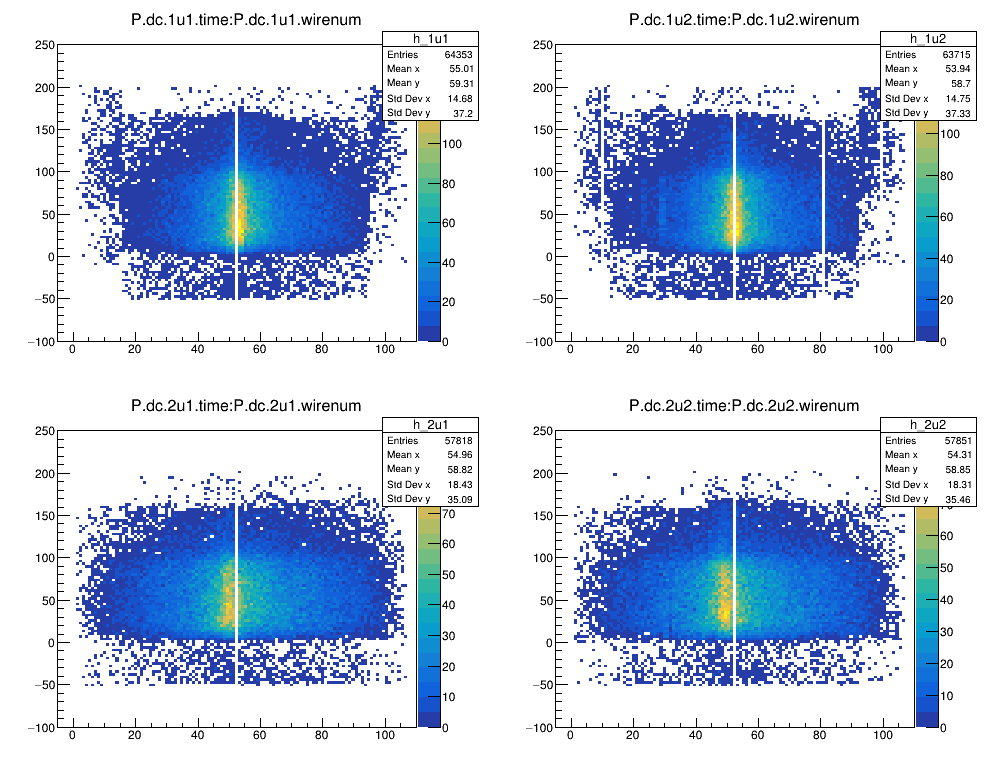 P.dc.1u1.time:P.dc.1u1.wirenum
h_1u1
Entries 64353
Mean x 55.01
Mean y 59.31
Std Dev x 14.68
Std Dev y 37.2
250
200
150
100
50
0
−50
−100
0 20 40 60 80 100
100
80
60
40
20
0
P.dc.1u2.time:P.dc.1u2.wirenum
h_1u2
Entries 63715
Mean x 53.94
Mean y 58.7
Std Dev x 14.75
Std Dev y 37.33
250
200
150
100
50
0
−50
−100
0 20 40 60 80 100
100
80
60
40
20
0
P.dc.2u1.time:P.dc.2u1.wirenum
h_2u1
Entries 57818
Mean x 54.96
Mean y 58.82
Std Dev x 18.43
Std Dev y 35.09
250
200
150
100
50
0
−50
−100
0 20 40 60 80 100
70
60
50
40
30
20
10
0
P.dc.2u2.time:P.dc.2u2.wirenum
h_2u2
Entries 57851
Mean x 54.31
Mean y 58.85
Std Dev x 18.31
Std Dev y 35.46
250
200
150
100
50
0
−50
−100
0 20 40 60 80 100
60
50
40
30
20
10
0